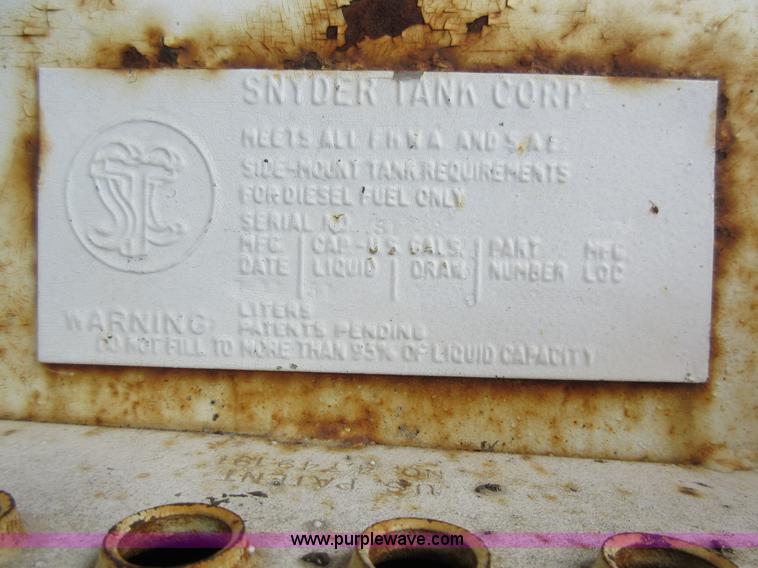 SNYDER TANK CORP.
MEETS ALL F H W A AND S A E.
SIDE-MOUNT TANK REQUIREMENTS
FOR DIESEL FUEL ONLY
SERIAL NO.
MFG. CAP.-U S GALS. PART MFG
DATE LIQUID DRAW NUMBER LOC
LITERS
WARNING: PATENTS PENDING
DO NOT FILL TO MORE THAN 95% OF LIQUID CAPACITY
U.S. PATENT
NO.
www.purplewave.com